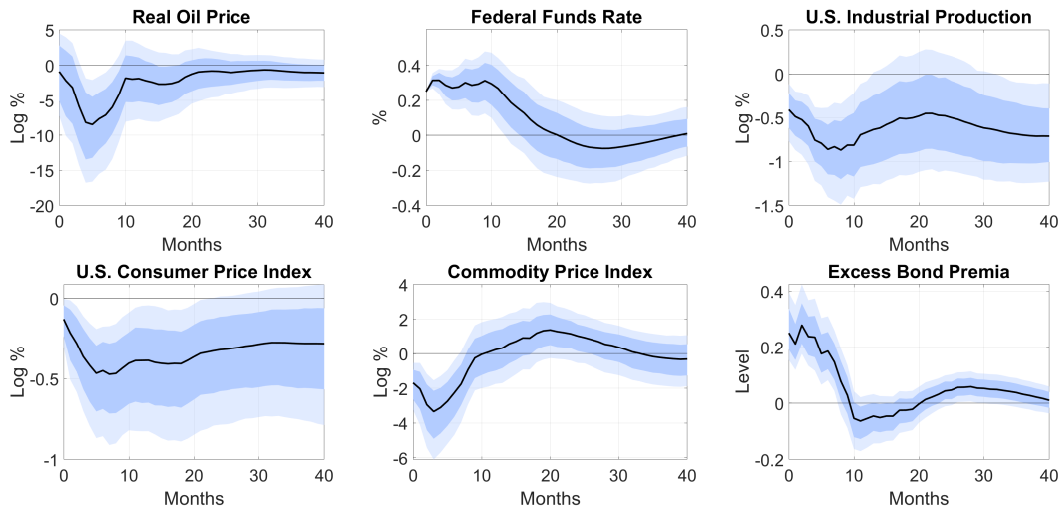 Real Oil Price
5
0
-5
-10
-15
-20
Log %
0 10 20 30 40
Months
Federal Funds Rate
0.4
0.2
0
-0.2
-0.4
%
0 10 20 30 40
Months
U.S. Industrial Production
0
-0.5
-1
-1.5
Log %
0 10 20 30 40
Months
U.S. Consumer Price Index
0
-0.5
-1
Log %
0 10 20 30 40
Months
Commodity Price Index
4
2
0
-2
-4
-6
Log %
0 10 20 30 40
Months
Excess Bond Premia
0.4
0.2
0
-0.2
Level
0 10 20 30 40
Months